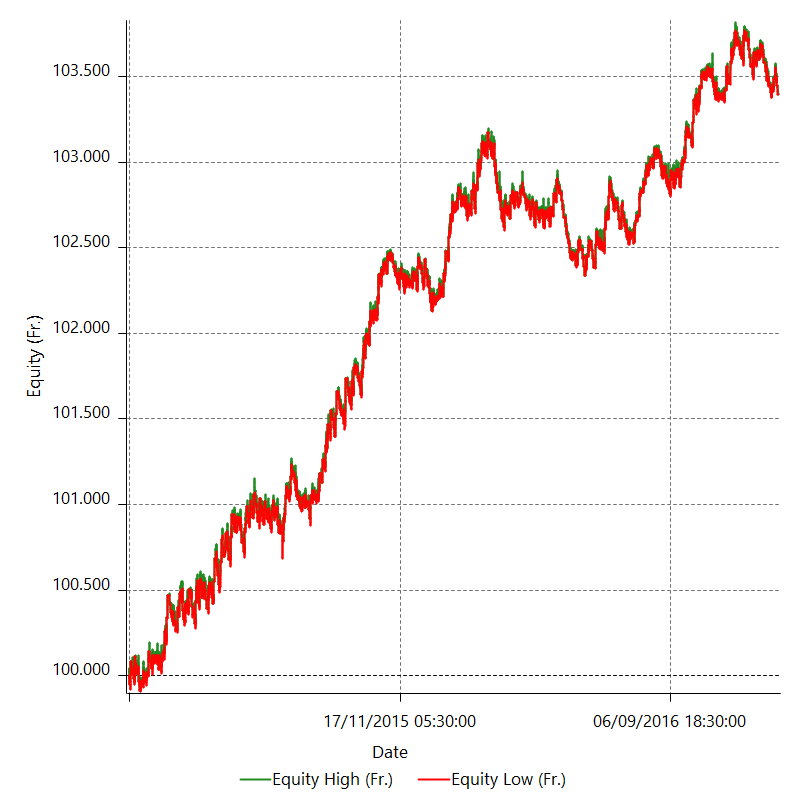 103.500
103.000
102.500
102.000
101.500
101.000
100.500
100.000
Equity (Fr.)
17/11/2015 05:30:00
06/09/2016 18:30:00
Date
Equity High (Fr.)
Equity Low (Fr.)